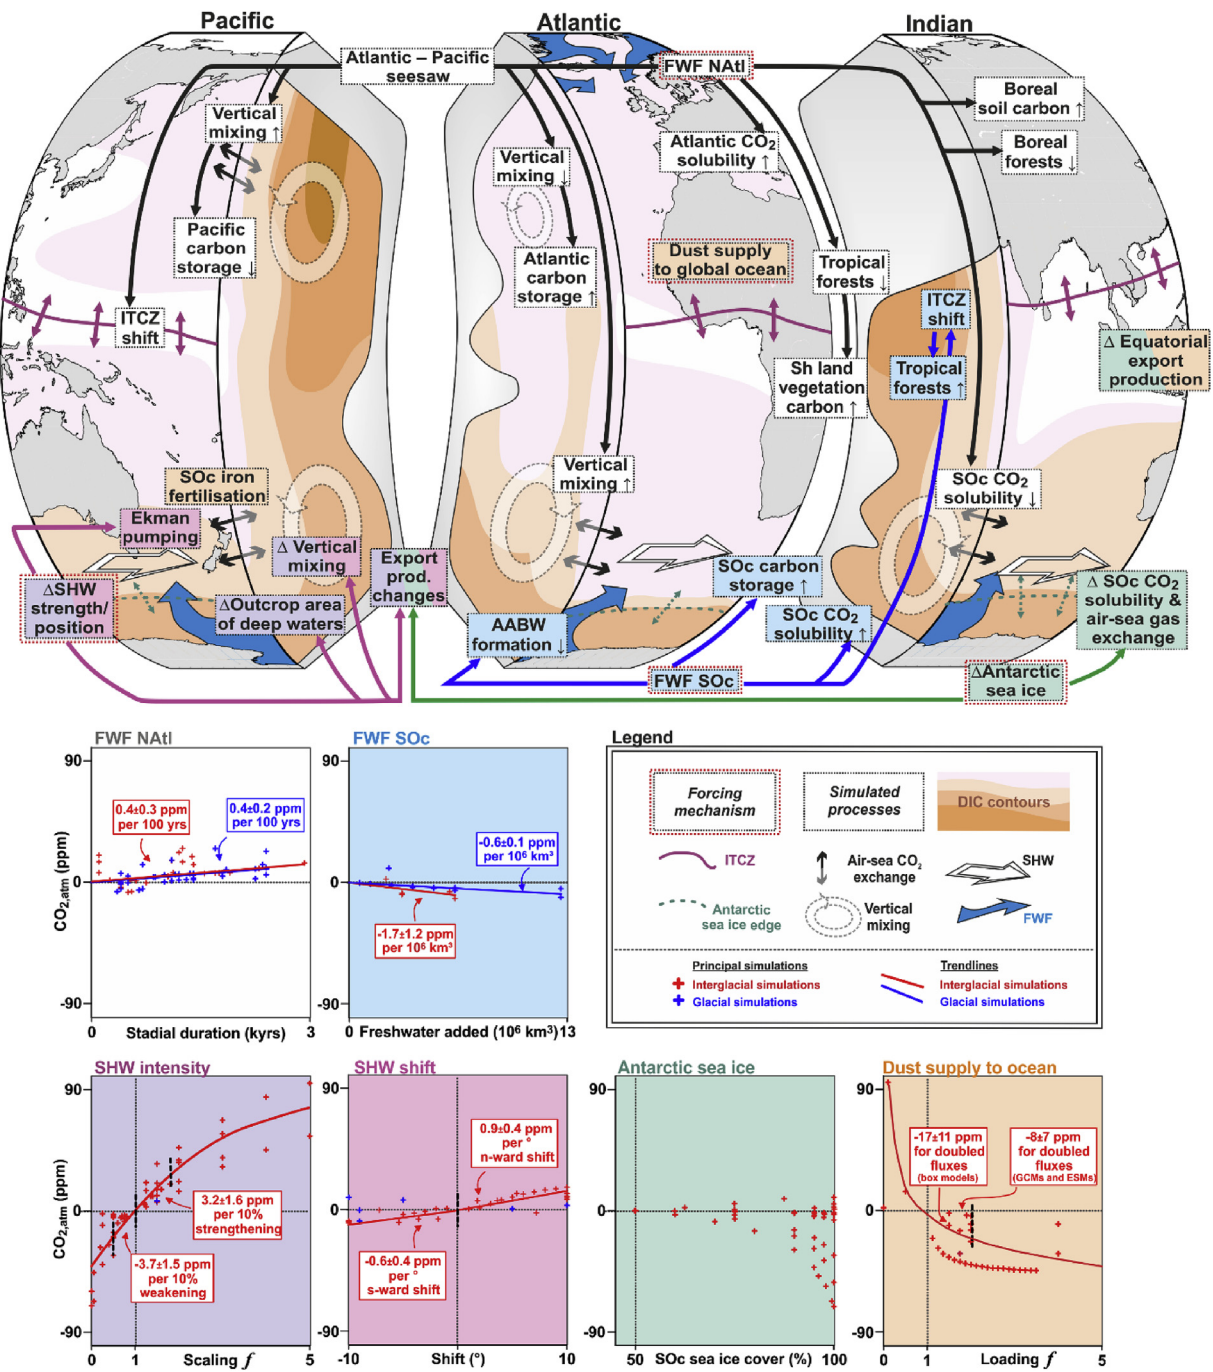 Pacific
Atlantic
Indian
Atlantic – Pacific
seesaw
FWF NAtl
Vertical
mixing ↑
Pacific
carbon
storage ↓
ITCZ
shift
Vertical
mixing ↓
Atlantic
carbon
storage ↑
Atlantic CO₂
solubility ↑
Boreal
soil carbon ↑
Boreal
forests ↓
Dust supply
to global ocean
Tropical
forests ↓
ITCZ
shift
Tropical
forests ↑
Δ Equatorial
export
production
Sh land
vegetation
carbon ↑
Vertical
mixing ↑
SOc CO₂
solubility ↓
SOc iron
fertilisation
Ekman
pumping
Δ Vertical
mixing
Export
prod.
changes
ΔSHW
strength/
position
ΔOutcrop area
of deep waters
AABW
formation ↓
SOc carbon
storage ↑
SOc CO₂
solubility ↑
Δ SOc CO₂
solubility &
air-sea gas
exchange
FWF SOc
ΔAntarctic
sea ice
FWF NAtl
CO₂,atm (ppm)
90
0
-90
0.4±0.3 ppm
per 100 yrs
0.4±0.2 ppm
per 100 yrs
0
Stadial duration (kyrs)
3
FWF SOc
90
0
-90
-0.6±0.1 ppm
per 10⁶ km³
-1.7±1.2 ppm
per 10⁶ km³
0
Freshwater added (10⁶ km³)
13
Legend
Forcing
mechanism
Simulated
processes
DIC contours
ITCZ
Air-sea CO₂
exchange
SHW
Antarctic
sea ice edge
Vertical
mixing
FWF
Principal simulations
Interglacial simulations
Glacial simulations
Trendlines
Interglacial simulations
Glacial simulations
SHW intensity
CO₂,atm (ppm)
90
0
-90
3.2±1.6 ppm
per 10%
strengthening
-3.7±1.5 ppm
per 10%
weakening
0
1
Scaling f
5
SHW shift
90
0
-90
0.9±0.4 ppm
per °
n-ward shift
-0.6±0.4 ppm
per °
s-ward shift
-10
Shift (°)
10
Antarctic sea ice
90
0
-90
50
SOc sea ice cover (%)
100
Dust supply to ocean
90
0
-90
-17±11 ppm
for doubled
fluxes
(box models)
-8±7 ppm
for doubled
fluxes
(GCMs and ESMs)
0
1
Loading f
5